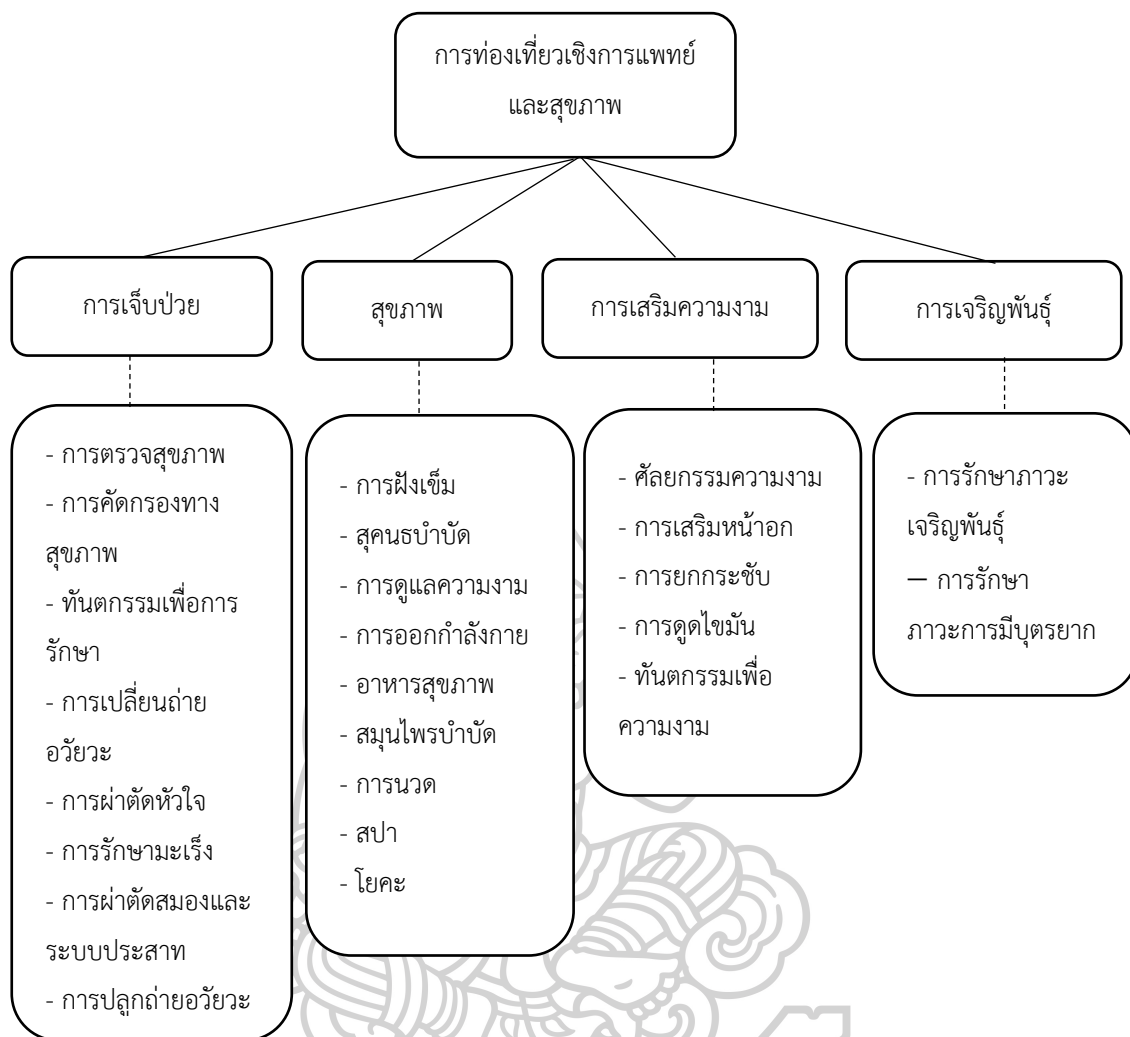 การท่องเที่ยวเชิงการแพทย์
และสุขภาพ
การเจ็บป่วย
สุขภาพ
การเสริมความงาม
การเจริญพันธุ์
- การตรวจสุขภาพ
- การคัดกรองทาง
สุขภาพ
- ทันตกรรมเพื่อการ
รักษา
- การเปลี่ยนถ่าย
อวัยวะ
- การผ่าตัดหัวใจ
- การรักษามะเร็ง
- การผ่าตัดสมองและ
ระบบประสาท
- การปลูกถ่ายอวัยวะ
- การฝังเข็ม
- สุคนธบำบัด
- การดูแลความงาม
- การออกกำลังกาย
- อาหารสุขภาพ
- สมุนไพรบำบัด
- การนวด
- สปา
- โยคะ
- ศัลยกรรมความงาม
- การเสริมหน้าอก
- การยกกระชับ
- การดูดไขมัน
- ทันตกรรมเพื่อ
ความงาม
- การรักษาภาวะ
เจริญพันธุ์
– การรักษา
ภาวะการมีบุตรยาก